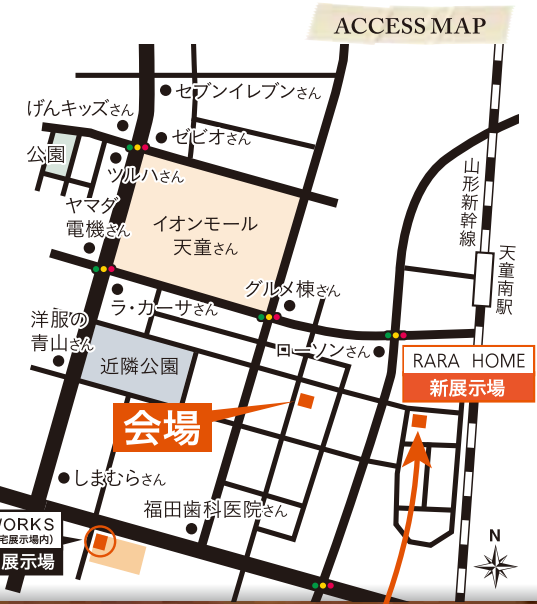 ACCESS MAP
セブンイレブンさん
げんキッズさん
ゼビオさん
公園
ツルハさん
山形新幹線
ヤマダ
電機さん
イオンモール
天童さん
天童南駅
グルメ棟さん
ラ・カーサさん
洋服の
青山さん
ローソンさん
近隣公園
RARA HOME
新展示場
会場
しまむらさん
福田歯科医院さん
WORKS
宅展示場内)
展示場
N